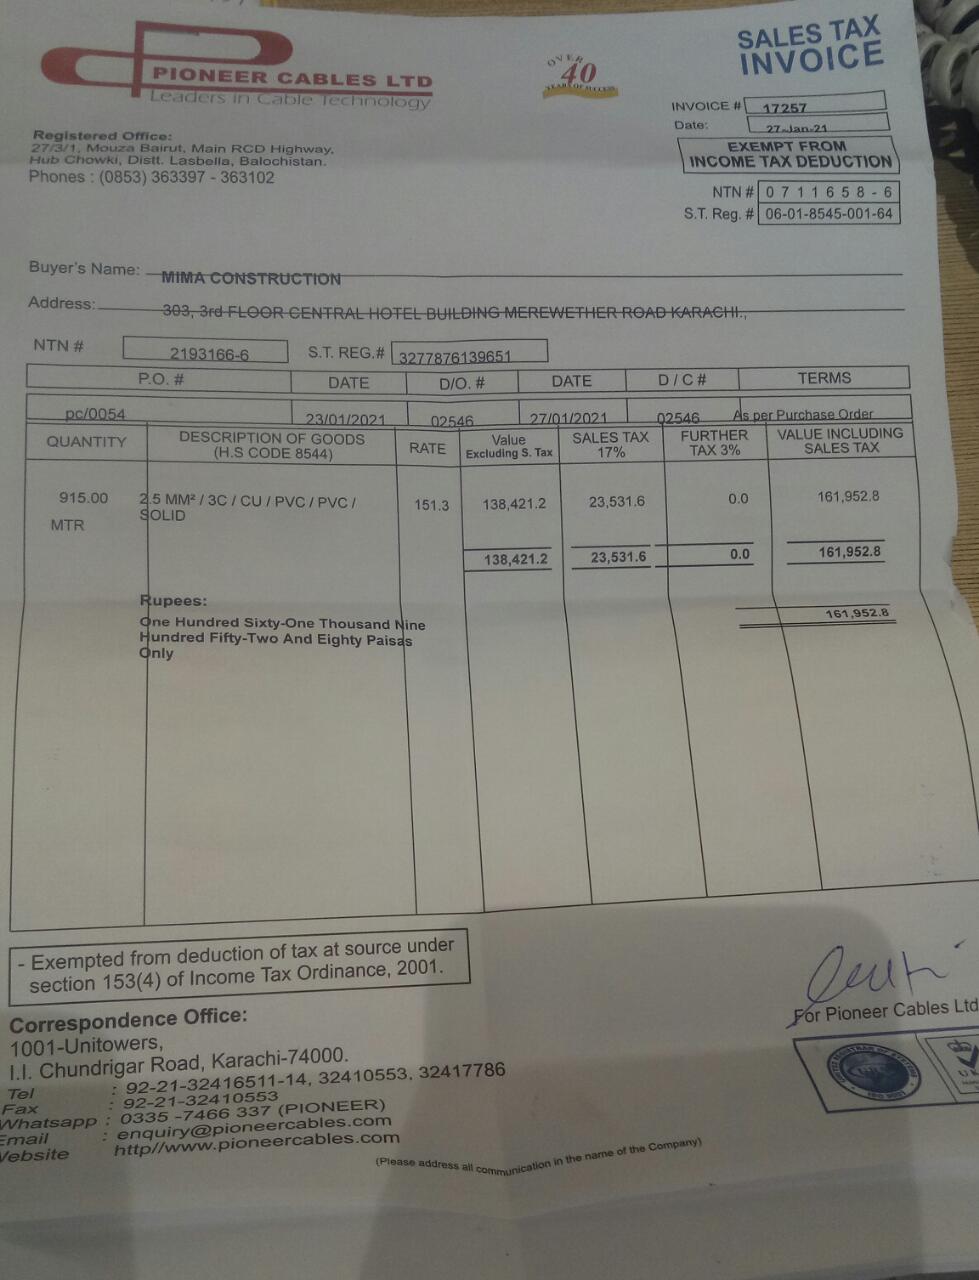 PIONEER CABLES LTD
Leaders in Cable Technology
OVER
40
YEARS OF SUCCESS
SALES TAX
INVOICE
INVOICE # 17257
Date: 27-Jan-21
EXEMPT FROM
INCOME TAX DEDUCTION
NTN # 0 7 1 1 6 5 8 - 6
S.T. Reg. # 06-01-8545-001-64
Registered Office:
27/3/1, Mouza Bairut, Main RCD Highway,
Hub Chowki, Distt. Lasbella, Balochistan.
Phones : (0853) 363397 - 363102
Buyer's Name: MIMA CONSTRUCTION
Address: 303, 3rd FLOOR CENTRAL HOTEL BUILDING MEREWETHER ROAD KARACHI.,
NTN # 2193166-6 S.T. REG.# 3277876139651
P.O. # DATE D/O. # DATE D / C # TERMS
pc/0054 23/01/2021 02546 27/01/2021 02546 As per Purchase Order
QUANTITY DESCRIPTION OF GOODS RATE Value SALES TAX FURTHER VALUE INCLUDING
(H.S CODE 8544) Excluding S. Tax 17% TAX 3% SALES TAX
915.00 2.5 MM² / 3C / CU / PVC / PVC / 151.3 138,421.2 23,531.6 0.0 161,952.8
MTR SOLID
138,421.2 23,531.6 0.0 161,952.8
Rupees: 161,952.8
One Hundred Sixty-One Thousand Nine
Hundred Fifty-Two And Eighty Paisas
Only
- Exempted from deduction of tax at source under
section 153(4) of Income Tax Ordinance, 2001.
For Pioneer Cables Ltd
Correspondence Office:
1001-Unitowers,
I.I. Chundrigar Road, Karachi-74000.
Tel : 92-21-32416511-14, 32410553, 32417786
Fax : 92-21-32410553
Whatsapp : 0335 -7466 337 (PIONEER)
Email : enquiry@pioneercables.com
Website http//www.pioneercables.com
(Please address all communication in the name of the Company)
ISO 9001